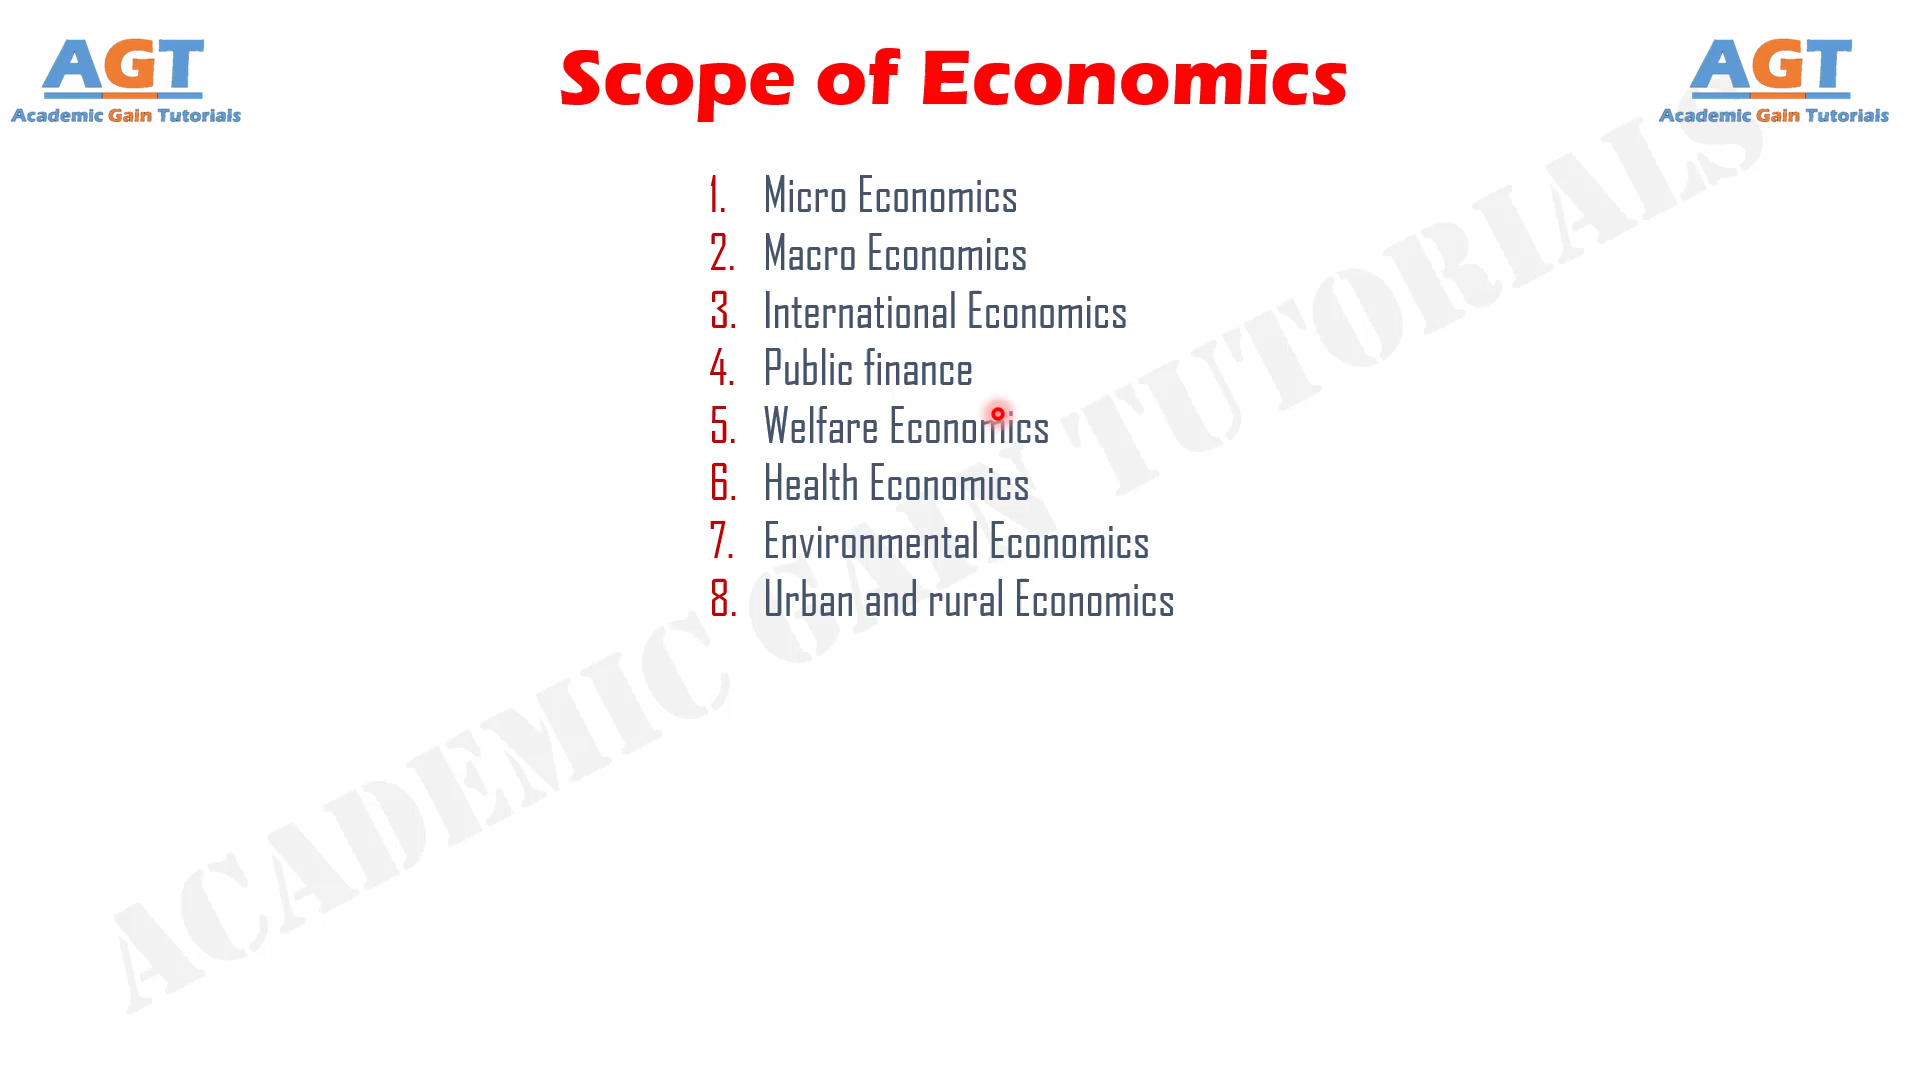 AGT
Academic Gain Tutorials
Scope of Economics
AGT
Academic Gain Tutorials
1. Micro Economics
2. Macro Economics
3. International Economics
4. Public finance
5. Welfare Economics
6. Health Economics
7. Environmental Economics
8. Urban and rural Economics
ACADEMIC GAIN TUTORIALS